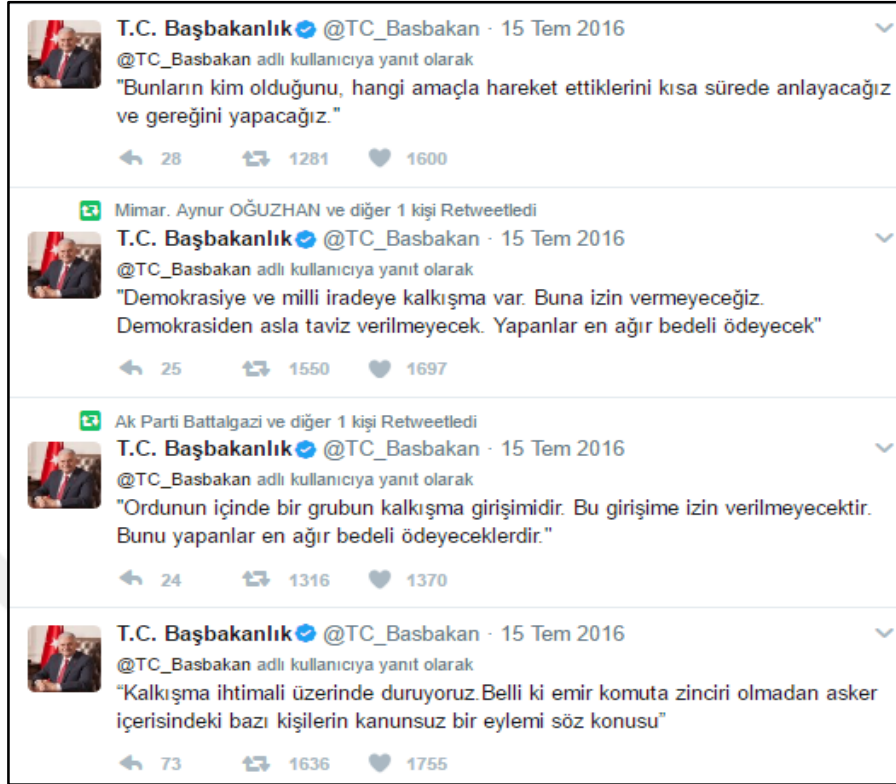 T.C. Başbakanlık @TC_Basbakan · 15 Tem 2016
@TC_Basbakan adlı kullanıcıya yanıt olarak
"Bunların kim olduğunu, hangi amaçla hareket ettiklerini kısa sürede anlayacağız
ve gereğini yapacağız."
28 1281 1600
Mimar. Aynur OĞUZHAN ve diğer 1 kişi Retweetledi
T.C. Başbakanlık @TC_Basbakan · 15 Tem 2016
@TC_Basbakan adlı kullanıcıya yanıt olarak
"Demokrasiye ve milli iradeye kalkışma var. Buna izin vermeyeceğiz.
Demokrasiden asla taviz verilmeyecek. Yapanlar en ağır bedeli ödeyecek"
25 1550 1697
Ak Parti Battalgazi ve diğer 1 kişi Retweetledi
T.C. Başbakanlık @TC_Basbakan · 15 Tem 2016
@TC_Basbakan adlı kullanıcıya yanıt olarak
"Ordunun içinde bir grubun kalkışma girişimidir. Bu girişime izin verilmeyecektir.
Bunu yapanlar en ağır bedeli ödeyeceklerdir."
24 1316 1370
T.C. Başbakanlık @TC_Basbakan · 15 Tem 2016
@TC_Basbakan adlı kullanıcıya yanıt olarak
“Kalkışma ihtimali üzerinde duruyoruz.Belli ki emir komuta zinciri olmadan asker
içerisindeki bazı kişilerin kanunsuz bir eylemi söz konusu”
73 1636 1755